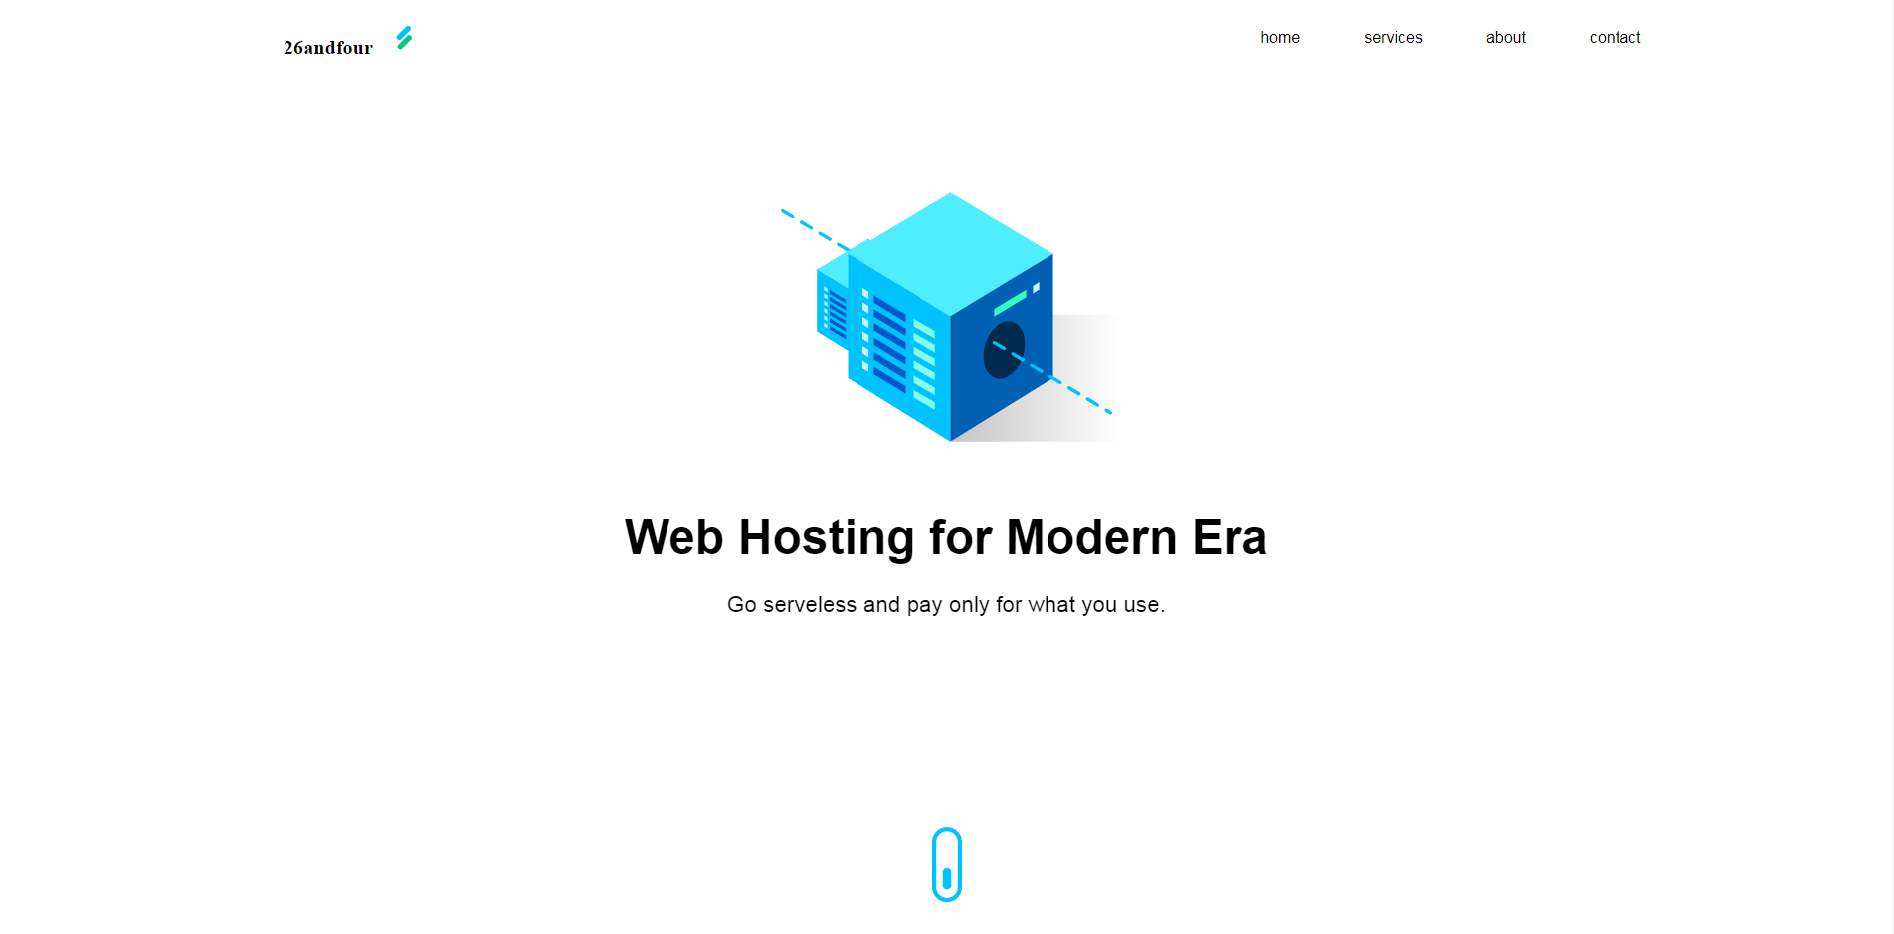 26andfour
home services about contact
Web Hosting for Modern Era
Go serveless and pay only for what you use.